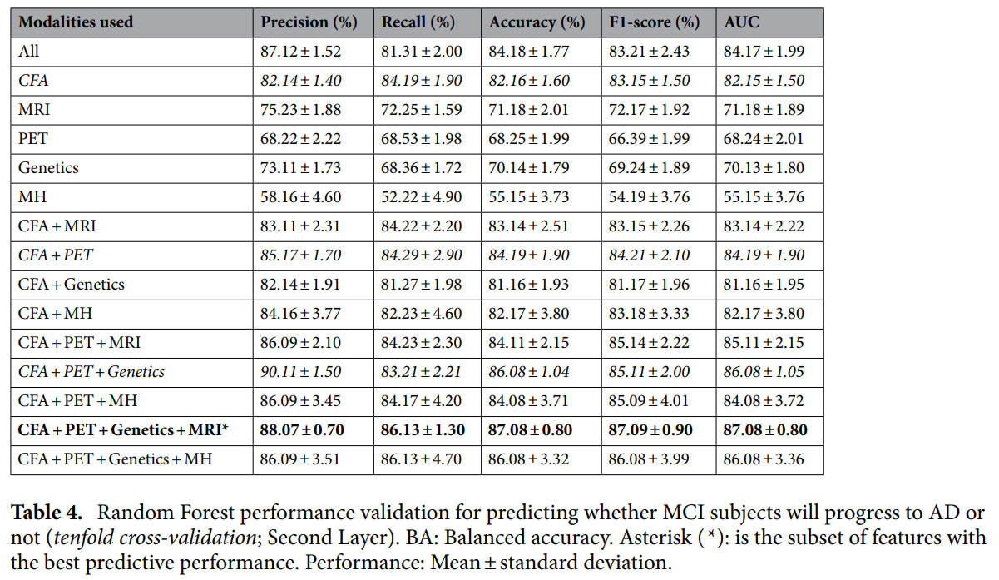 Modalities used Precision (%) Recall (%) Accuracy (%) F1-score (%) AUC
All 87.12 ± 1.52 81.31 ± 2.00 84.18 ± 1.77 83.21 ± 2.43 84.17 ± 1.99
CFA 82.14 ± 1.40 84.19 ± 1.90 82.16 ± 1.60 83.15 ± 1.50 82.15 ± 1.50
MRI 75.23 ± 1.88 72.25 ± 1.59 71.18 ± 2.01 72.17 ± 1.92 71.18 ± 1.89
PET 68.22 ± 2.22 68.53 ± 1.98 68.25 ± 1.99 66.39 ± 1.99 68.24 ± 2.01
Genetics 73.11 ± 1.73 68.36 ± 1.72 70.14 ± 1.79 69.24 ± 1.89 70.13 ± 1.80
MH 58.16 ± 4.60 52.22 ± 4.90 55.15 ± 3.73 54.19 ± 3.76 55.15 ± 3.76
CFA + MRI 83.11 ± 2.31 84.22 ± 2.20 83.14 ± 2.51 83.15 ± 2.26 83.14 ± 2.22
CFA + PET 85.17 ± 1.70 84.29 ± 2.90 84.19 ± 1.90 84.21 ± 2.10 84.19 ± 1.90
CFA + Genetics 82.14 ± 1.91 81.27 ± 1.98 81.16 ± 1.93 81.17 ± 1.96 81.16 ± 1.95
CFA + MH 84.16 ± 3.77 82.23 ± 4.60 82.17 ± 3.80 83.18 ± 3.33 82.17 ± 3.80
CFA + PET + MRI 86.09 ± 2.10 84.23 ± 2.30 84.11 ± 2.15 85.14 ± 2.22 85.11 ± 2.15
CFA + PET + Genetics 90.11 ± 1.50 83.21 ± 2.21 86.08 ± 1.04 85.11 ± 2.00 86.08 ± 1.05
CFA + PET + MH 86.09 ± 3.45 84.17 ± 4.20 84.08 ± 3.71 85.09 ± 4.01 84.08 ± 3.72
CFA + PET + Genetics + MRI* 88.07 ± 0.70 86.13 ± 1.30 87.08 ± 0.80 87.09 ± 0.90 87.08 ± 0.80
CFA + PET + Genetics + MH 86.09 ± 3.51 86.13 ± 4.70 86.08 ± 3.32 86.08 ± 3.99 86.08 ± 3.36
Table 4. Random Forest performance validation for predicting whether MCI subjects will progress to AD or
not (tenfold cross-validation; Second Layer). BA: Balanced accuracy. Asterisk (*): is the subset of features with
the best predictive performance. Performance: Mean ± standard deviation.